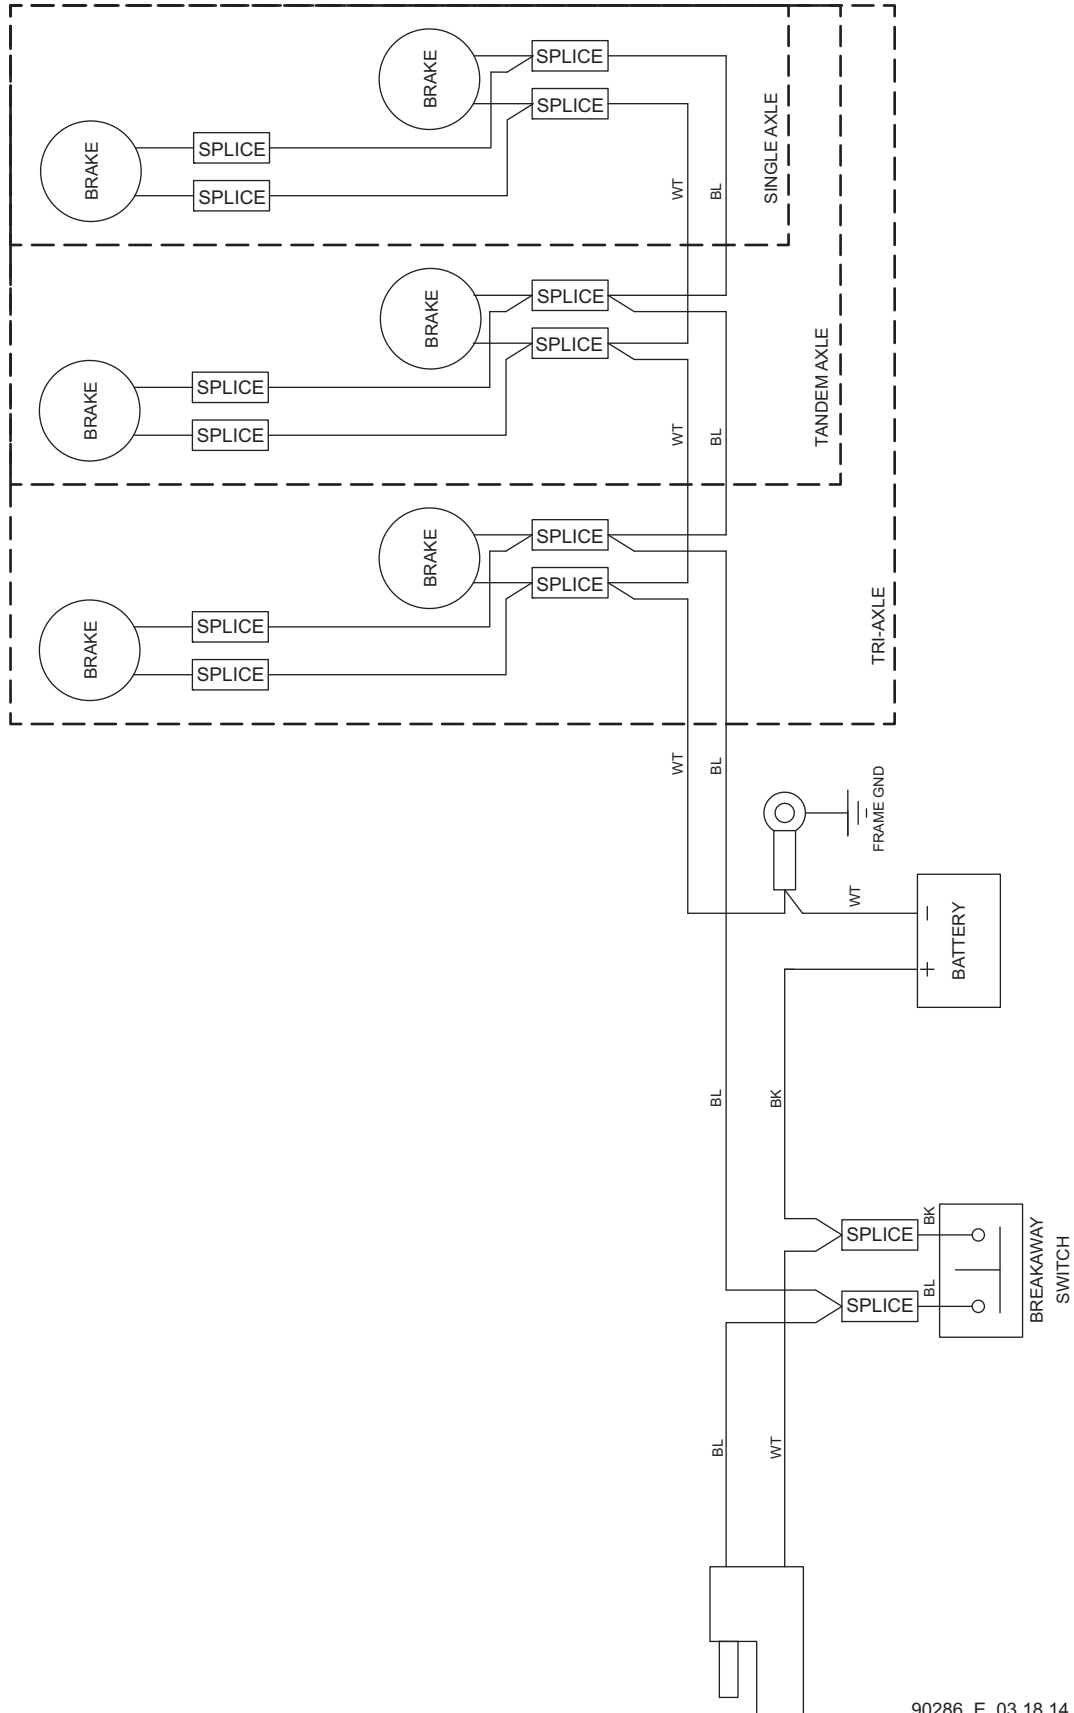 BRAKE
SPLICE
SPLICE
BRAKE
SPLICE
SPLICE
WT
BL
SINGLE AXLE
BRAKE
SPLICE
SPLICE
BRAKE
SPLICE
SPLICE
WT
BL
TANDEM AXLE
BRAKE
SPLICE
SPLICE
BRAKE
SPLICE
SPLICE
TRI-AXLE
WT
BL
FRAME GND
WT
BATTERY
+
–
BL
BK
SPLICE
BK
SPLICE
BL
BREAKAWAY
SWITCH
BL
WT
90286 E 03.18.14